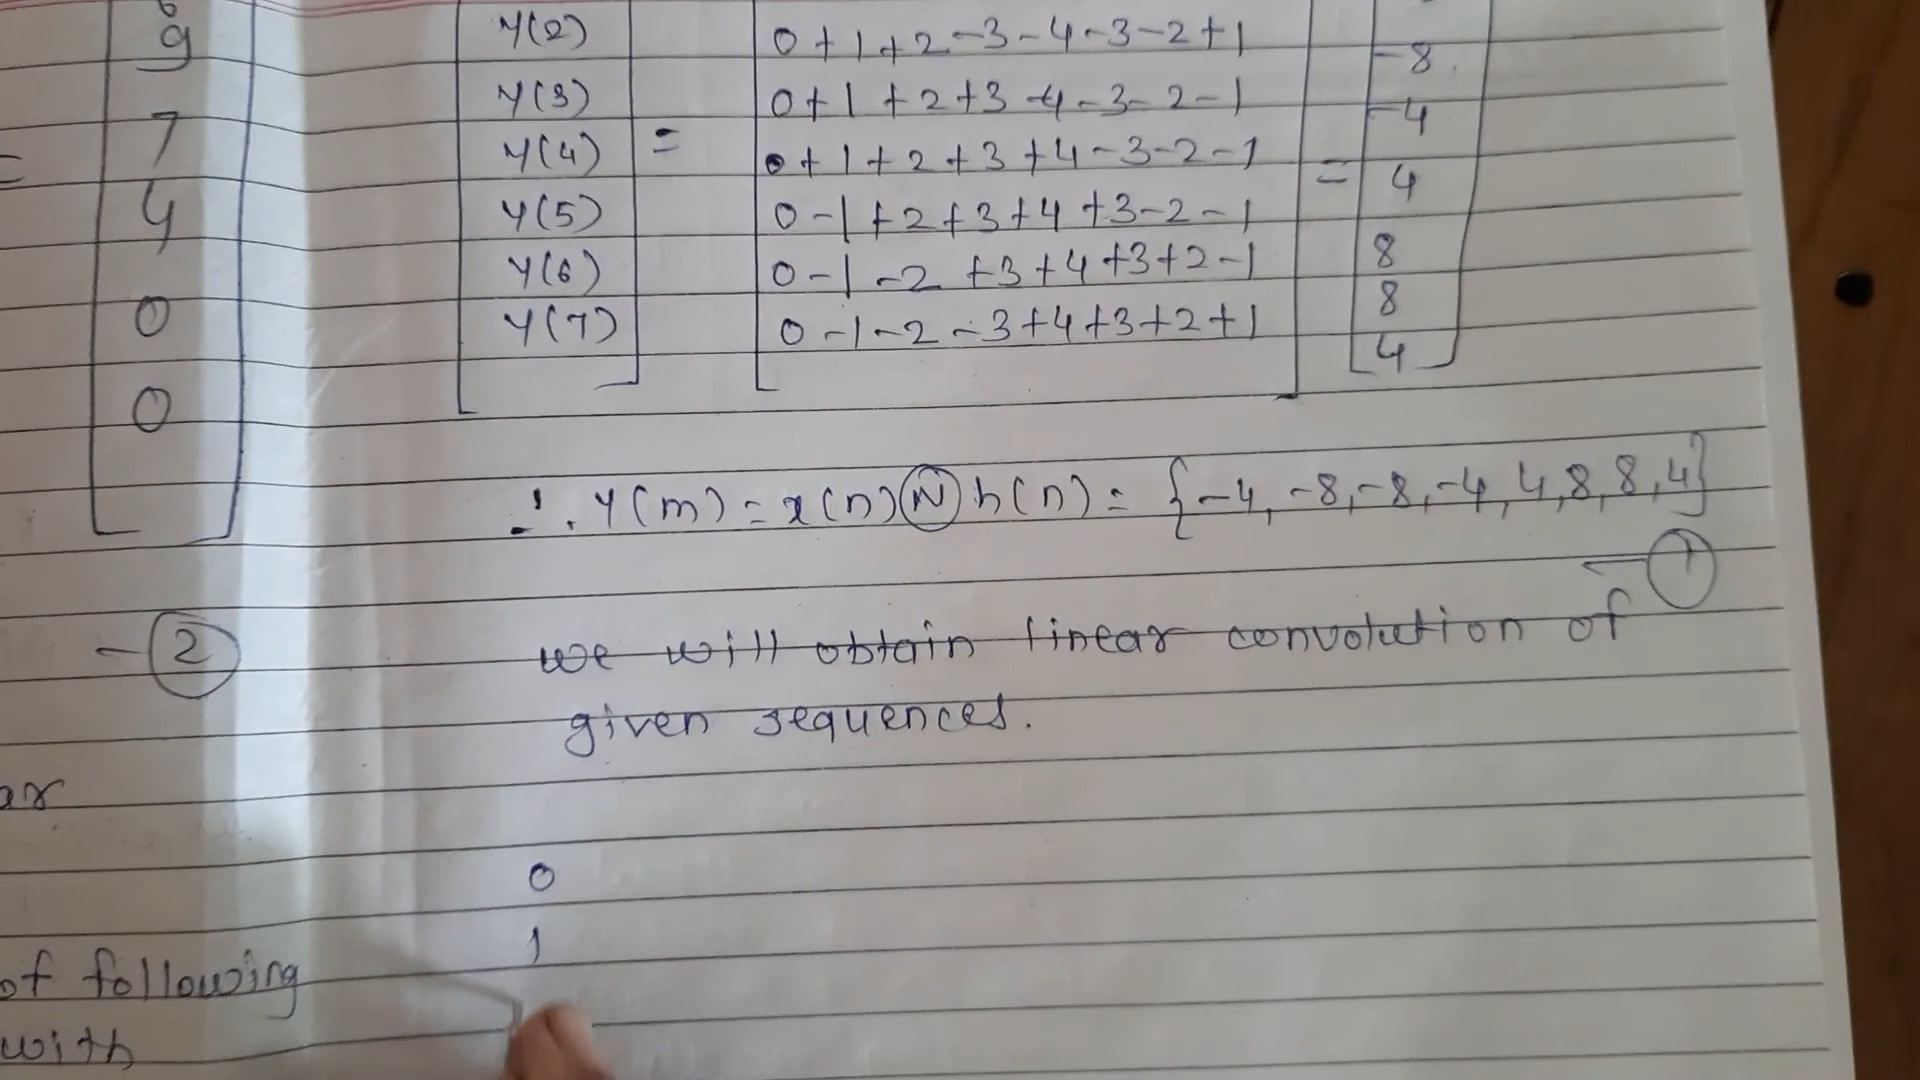 9
7
4
0
0
- 2
ar
of following
with
y(2) 0+1+2-3-4-3-2+1 -8
y(3) 0+1+2+3-4-3-2-1 -4
y(4) = 0+1+2+3+4-3-2-1 = 4
y(5) 0-1+2+3+4+3-2-1 8
y(6) 0-1-2+3+4+3+2-1 8
y(7) 0-1-2-3+4+3+2+1 4
∴ y(m) = x(n) Ⓝ h(n) = {-4, -8, -8, -4, 4, 8, 8, 4}
- 1
we will obtain linear convolution of
given sequences.
0
1